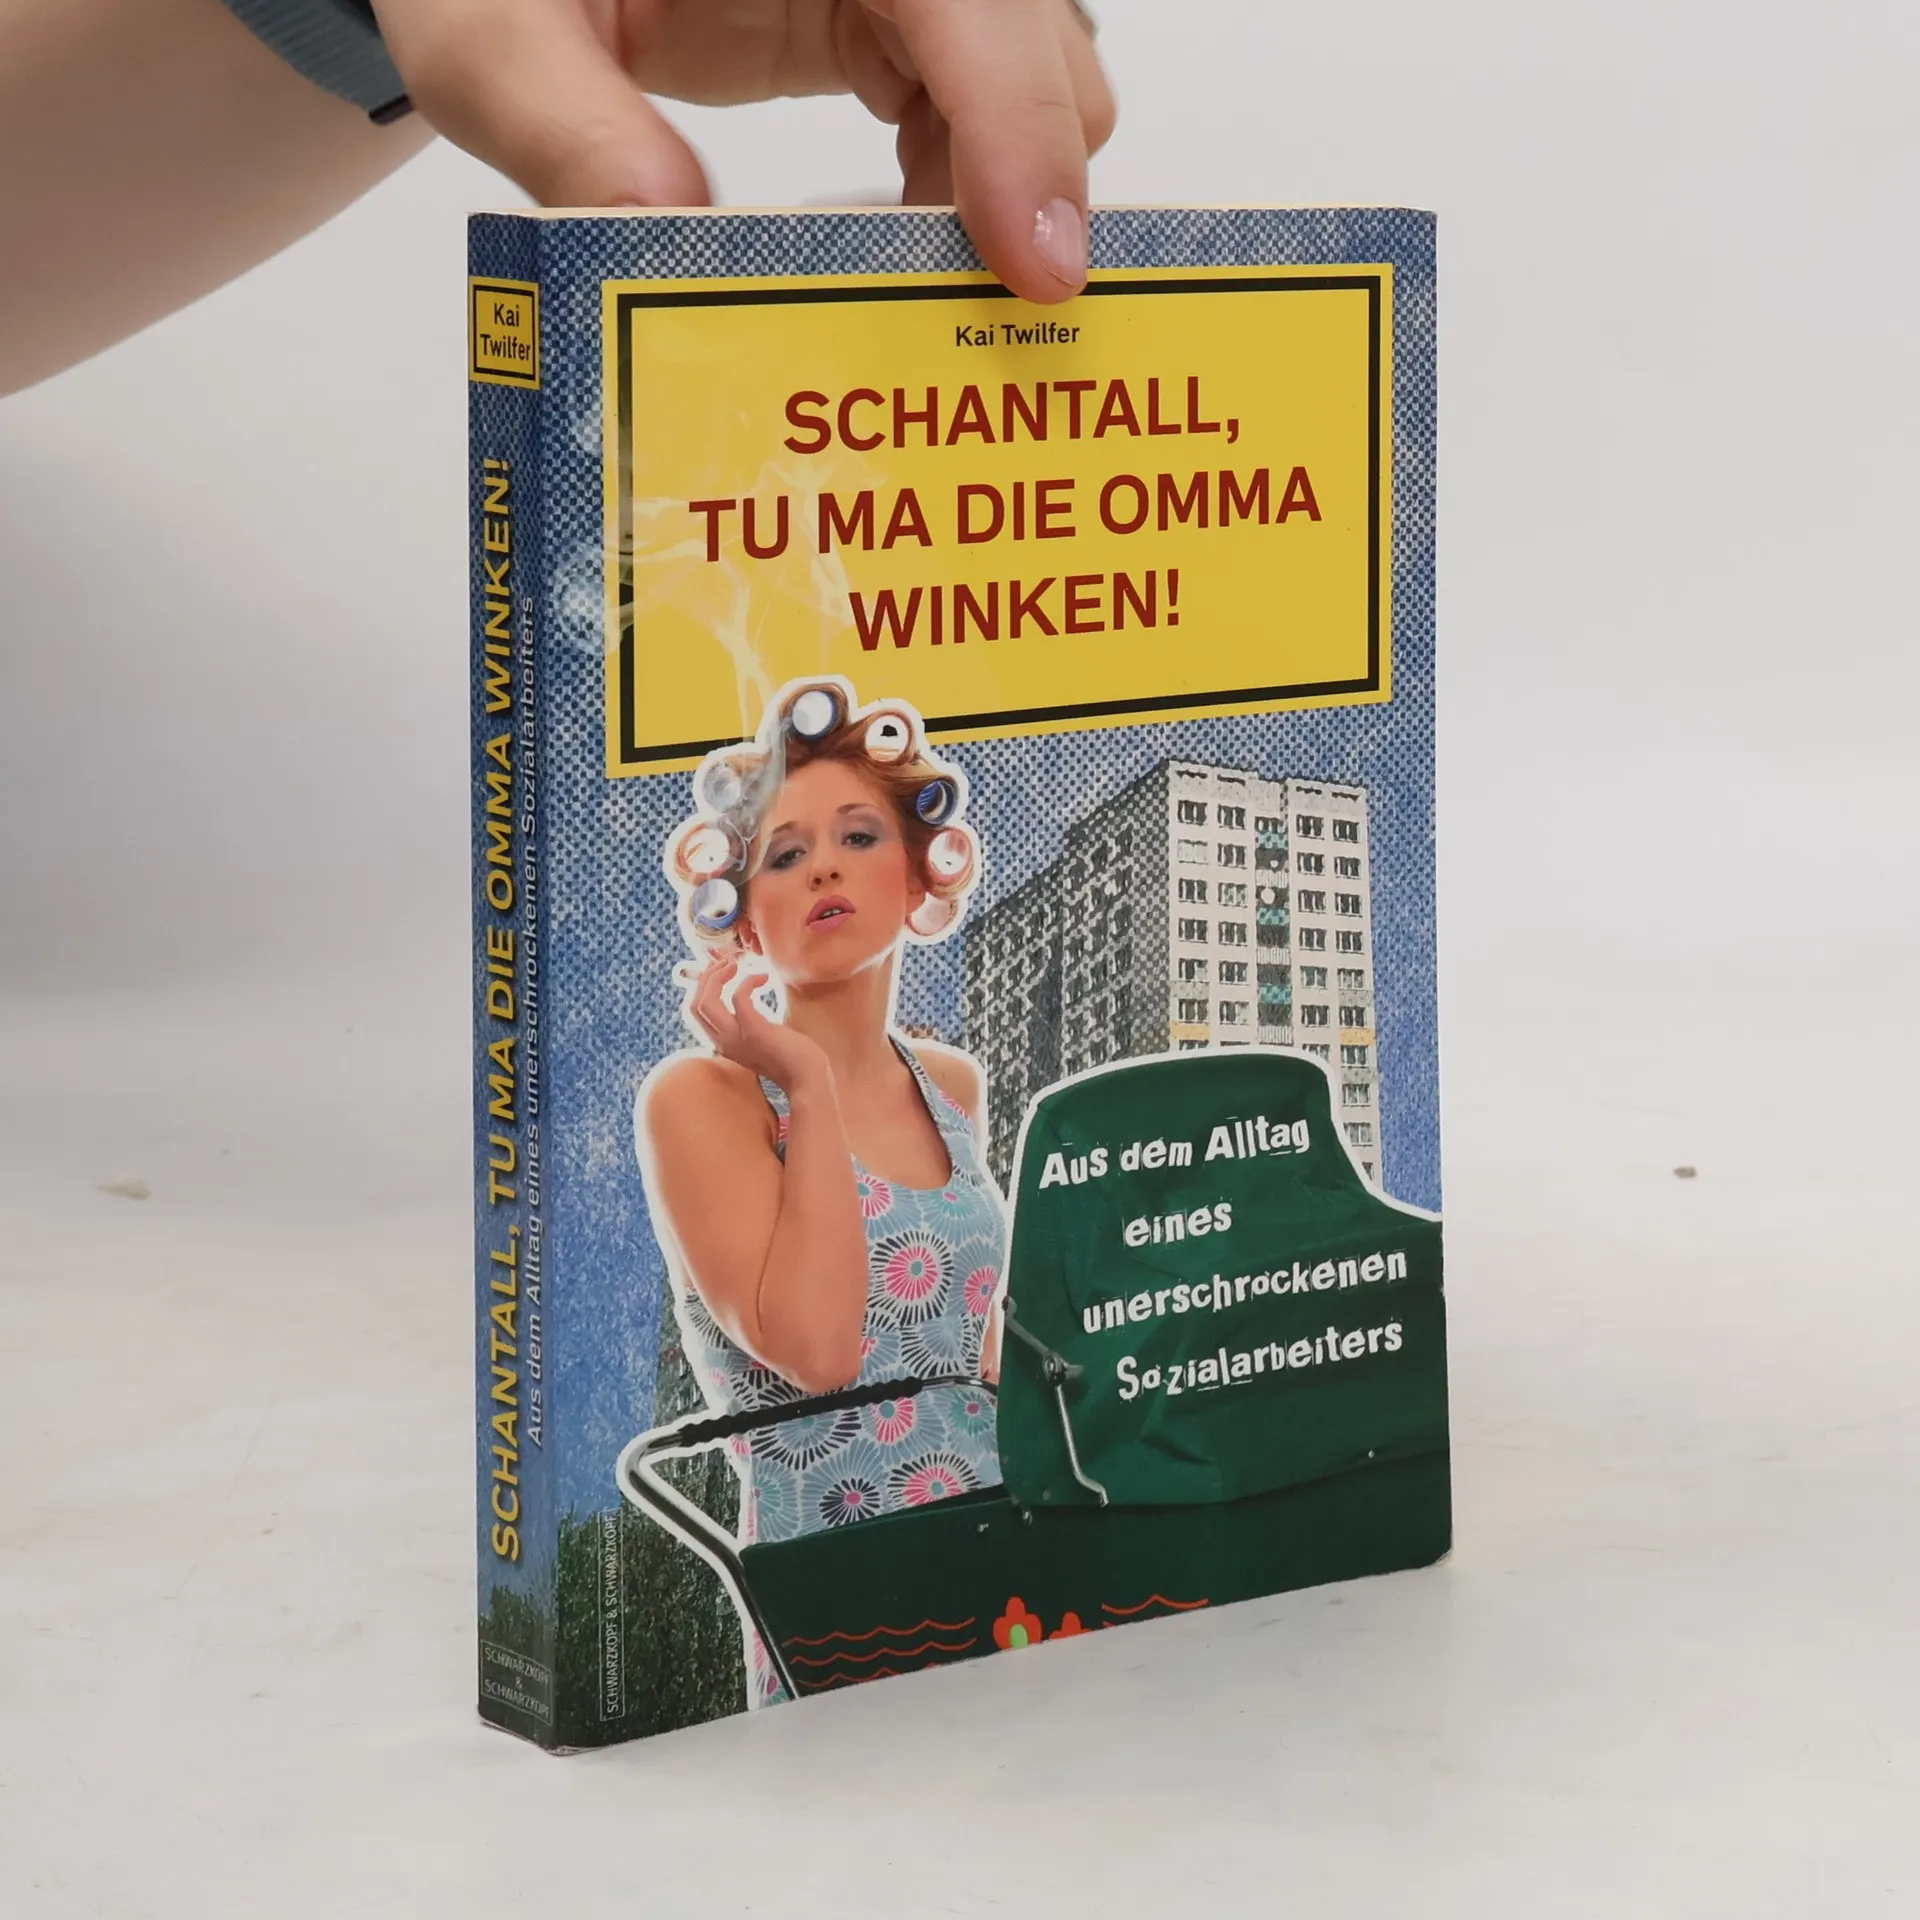 Kai
Twilfer
SCHANTALL, TU MA DIE OMMA WINKEN!
Aus dem Alltag eines unerschrockenen Sozialarbeiters
SCHWARZKOPF
&
SCHWARZKOPF
Kai Twilfer
SCHANTALL,
TU MA DIE OMMA
WINKEN!
Aus dem Alltag
eines
unerschrockenen
Sozialarbeiters
SCHWARZKOPF & SCHWARZKOPF